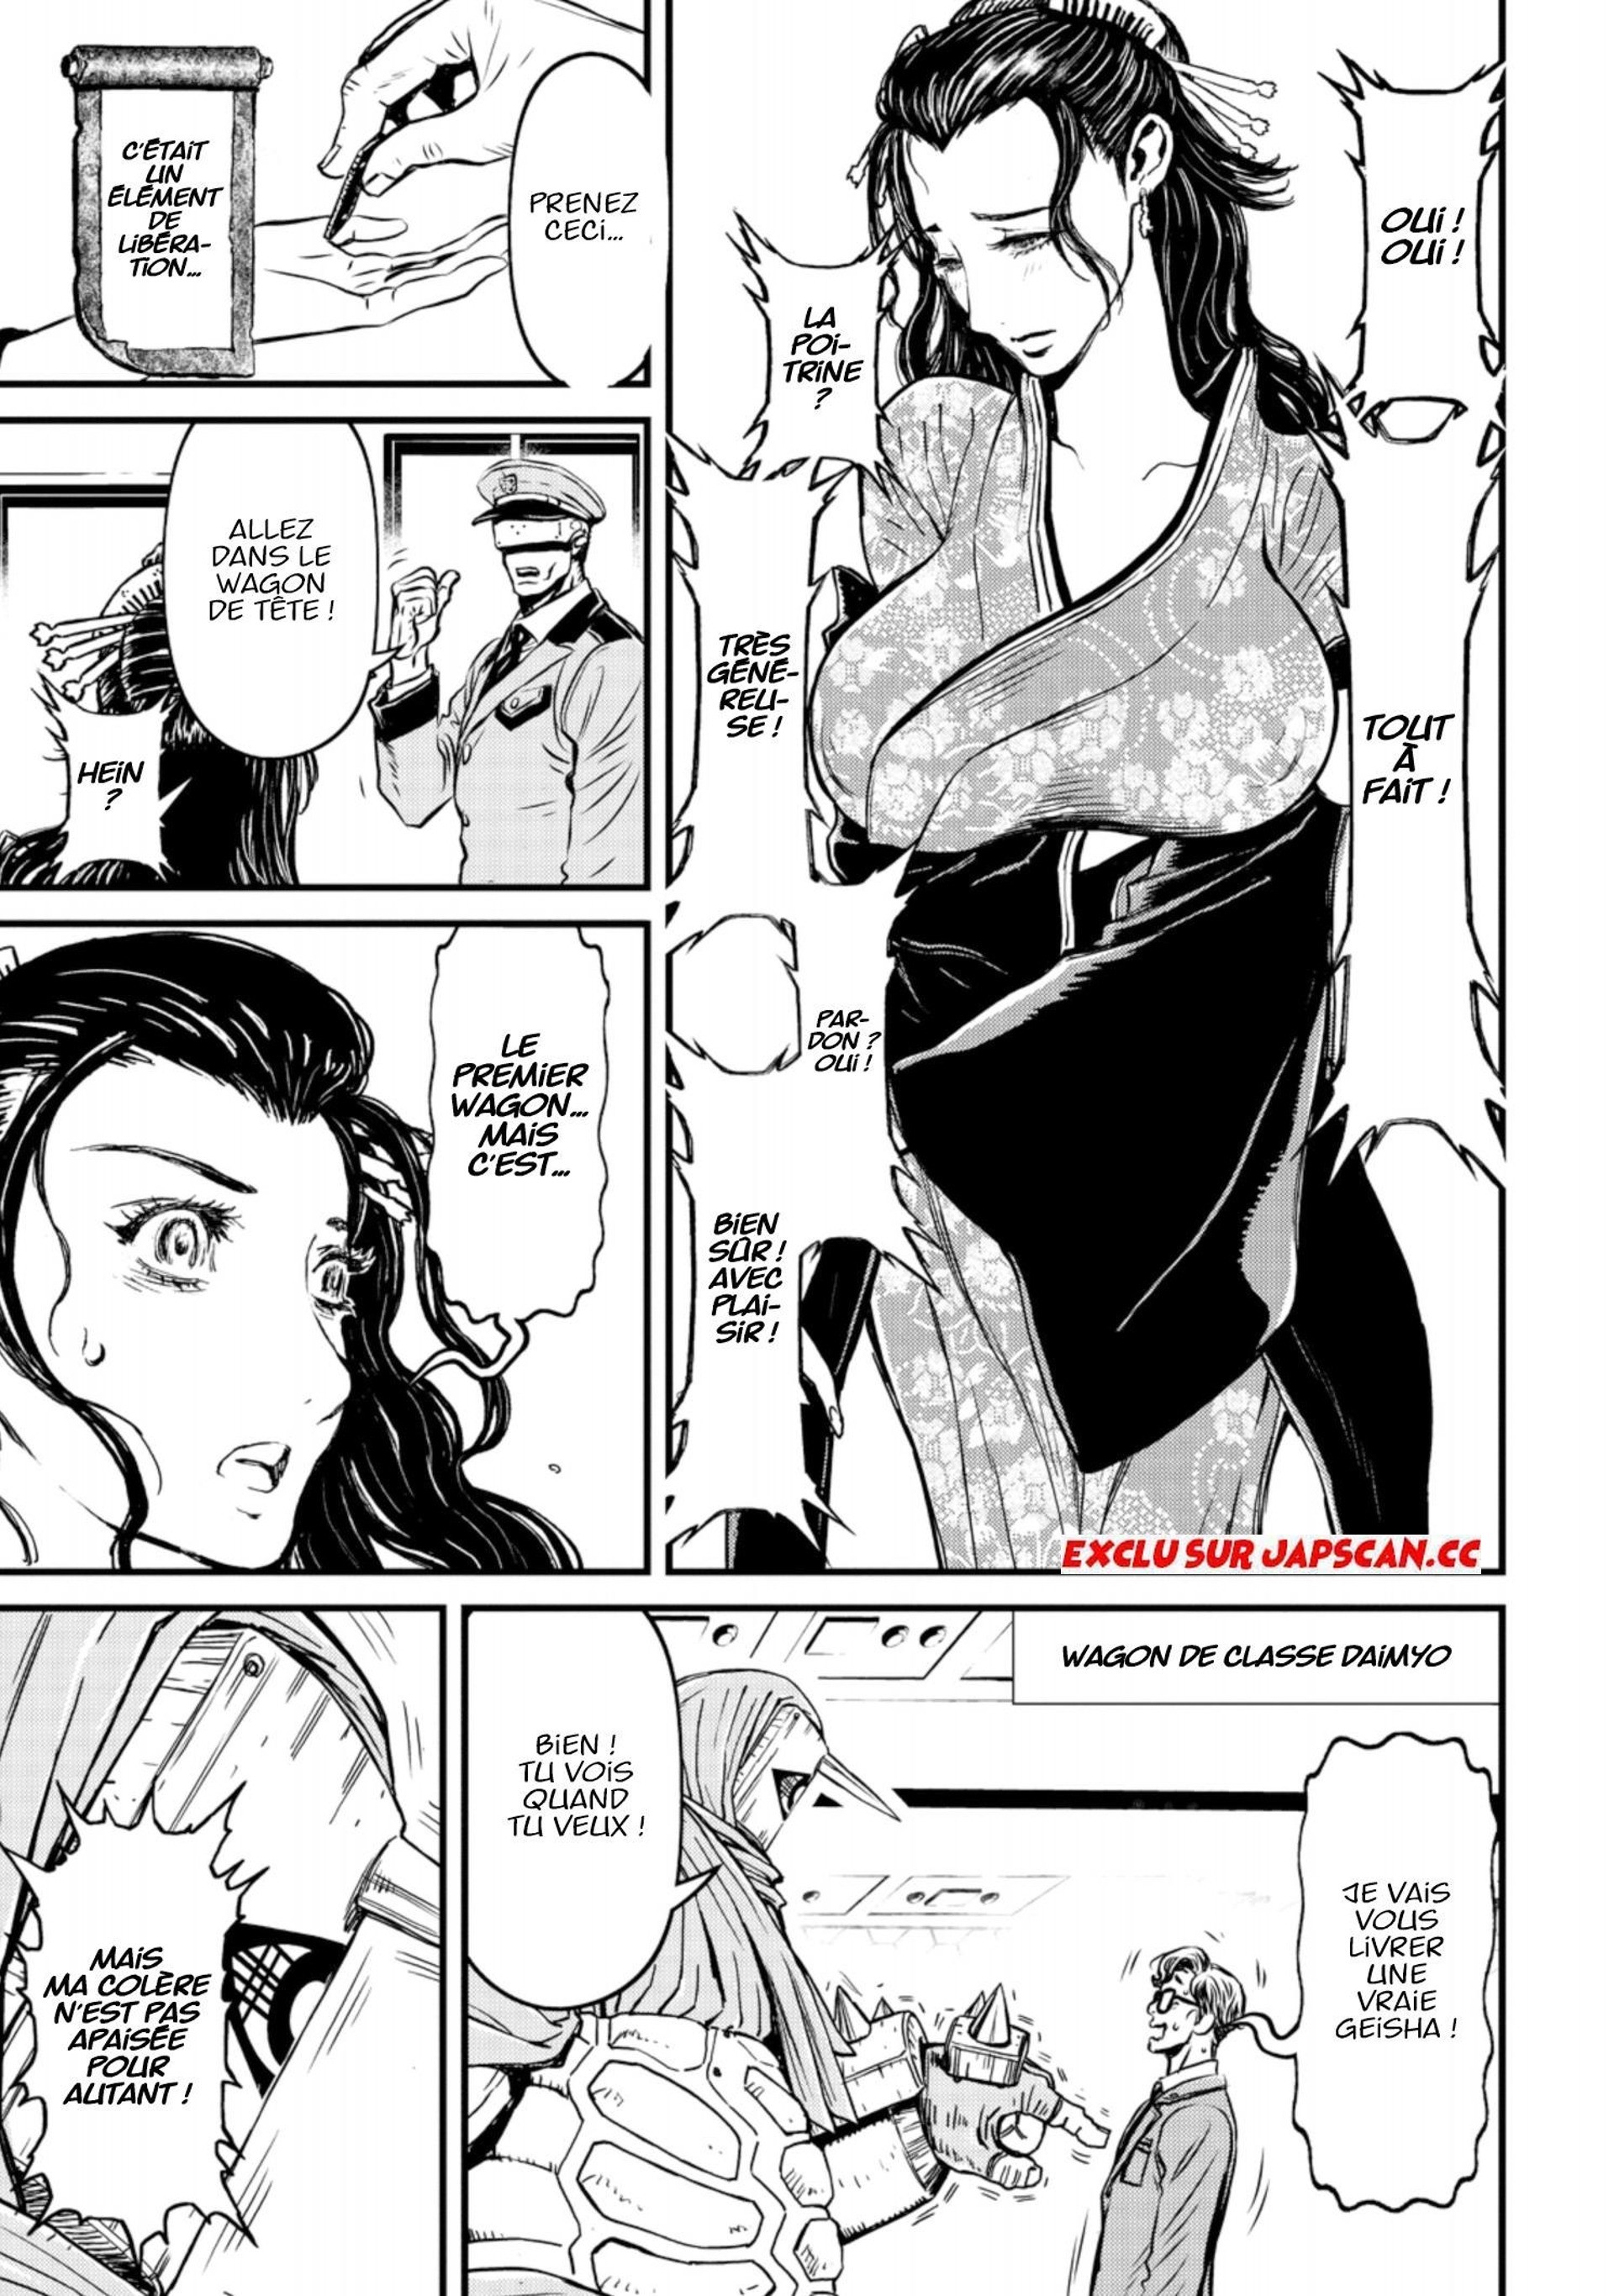 OUI !
OUI !
TOUT
À
FAIT !
LA
POI-
TRINE
?
TRÈS
GÉNÉ-
REU-
SE !
PAR-
DON ?
OUI !
BIEN
SÛR !
AVEC
PLAI-
SIR !
PRENEZ
CECI...
C'ÉTAIT
UN
ÉLÉMENT
DE
LIBÉRA-
TION...
ALLEZ
DANS LE
WAGON
DE TÊTE !
HEIN
?
LE
PREMIER
WAGON...
MAIS
C'EST...
EXCLU SUR JAPSCAN.CC
WAGON DE CLASSE DAIMYO
JE VAIS
VOUS
LIVRER
UNE
VRAIE
GEISHA !
BIEN !
TU VOIS
QUAND
TU VEUX !
MAIS
MA COLÈRE
N'EST PAS
APAISÉE
POUR
AUTANT !